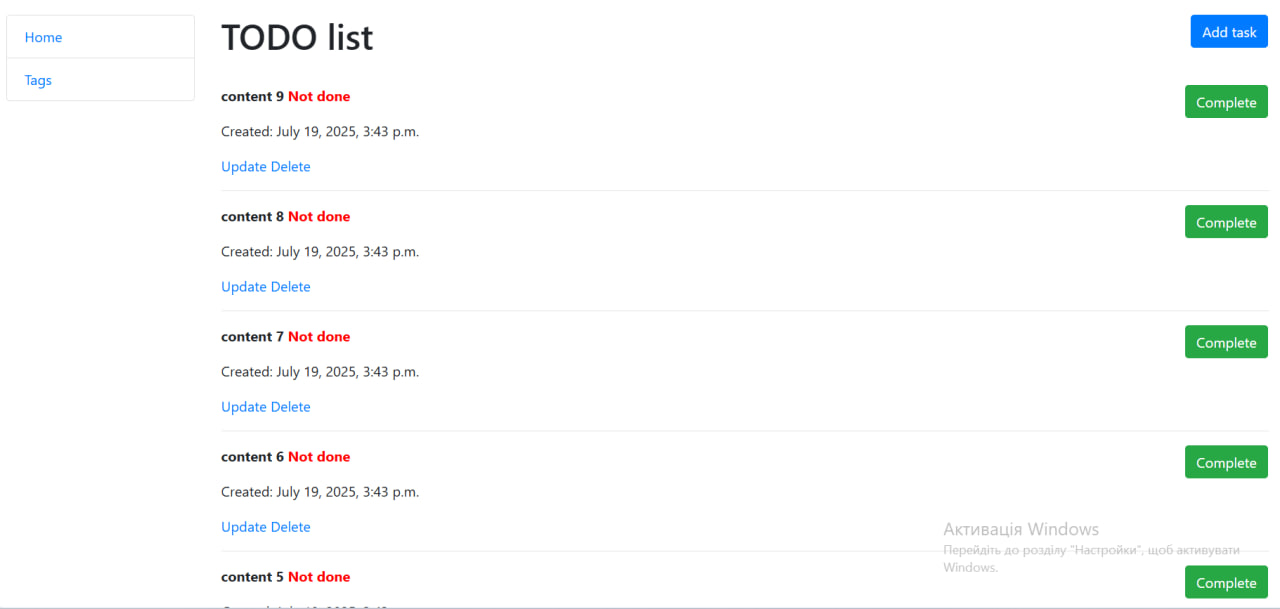 Home
Tags
TODO list
Add task
content 9 Not done
Complete
Created: July 19, 2025, 3:43 p.m.
Update Delete
content 8 Not done
Complete
Created: July 19, 2025, 3:43 p.m.
Update Delete
content 7 Not done
Complete
Created: July 19, 2025, 3:43 p.m.
Update Delete
content 6 Not done
Complete
Created: July 19, 2025, 3:43 p.m.
Update Delete
Активація Windows
Перейдіть до розділу "Настройки", щоб активувати
Windows.
content 5 Not done
Complete